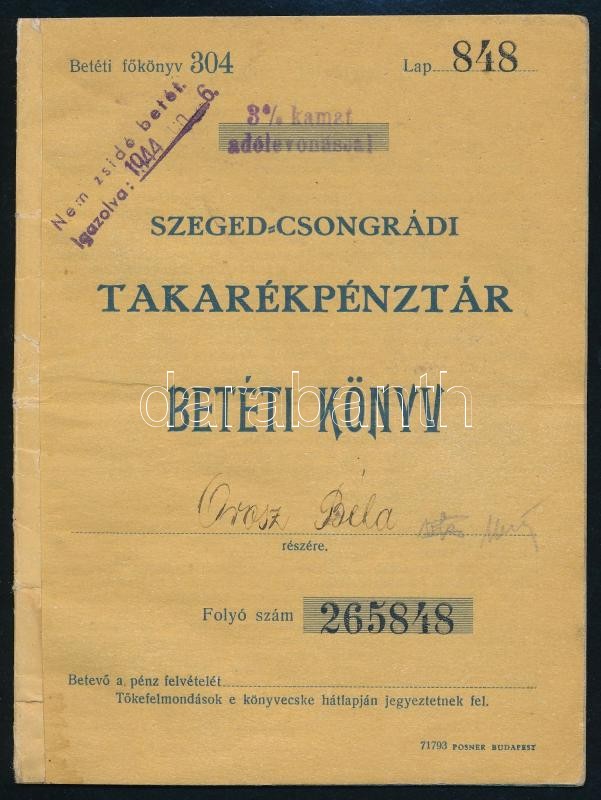 Betéti főkönyv 304 Lap 848
Nem zsidó betét.
Igazolva: 1944
3% kamat
adólevonással
SZEGED-CSONGRÁDI
TAKARÉKPÉNZTÁR
BETÉTI KÖNYV
darabanth
Orosz Béla
részére.
Folyó szám 265848
Betevő a pénz felvételét
Tőkefelmondások e könyvecske hátlapján jegyeztetnek fel.
71793 POSNER BUDAPEST